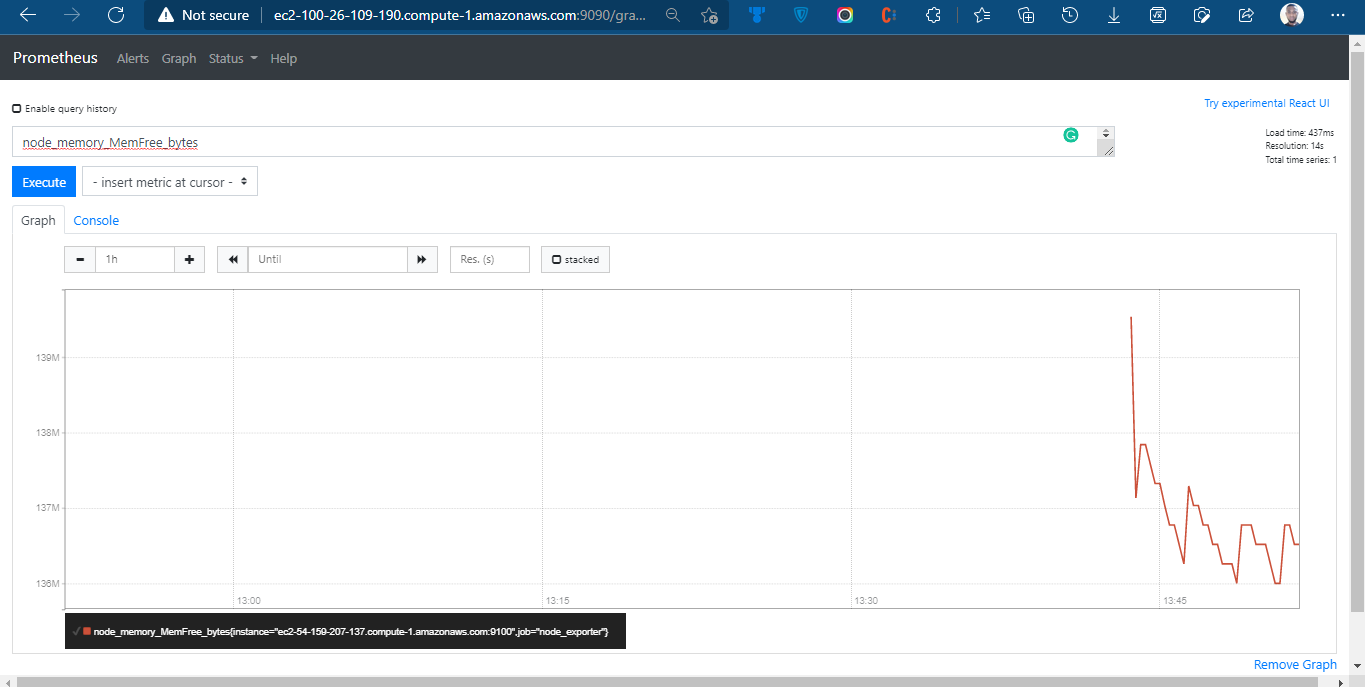 Not secure ec2-100-26-109-190.compute-1.amazonaws.com:9090/gra...
Prometheus Alerts Graph Status Help
Enable query history
Try experimental React UI
node_memory_MemFree_bytes
Load time: 437ms
Resolution: 14s
Total time series: 1
Execute - insert metric at cursor -
Graph Console
1h Until Res. (s) stacked
139M
138M
137M
136M
13:00 13:15 13:30 13:45
node_memory_MemFree_bytes{instance="ec2-54-159-207-137.compute-1.amazonaws.com:9100",job="node_exporter"}
Remove Graph